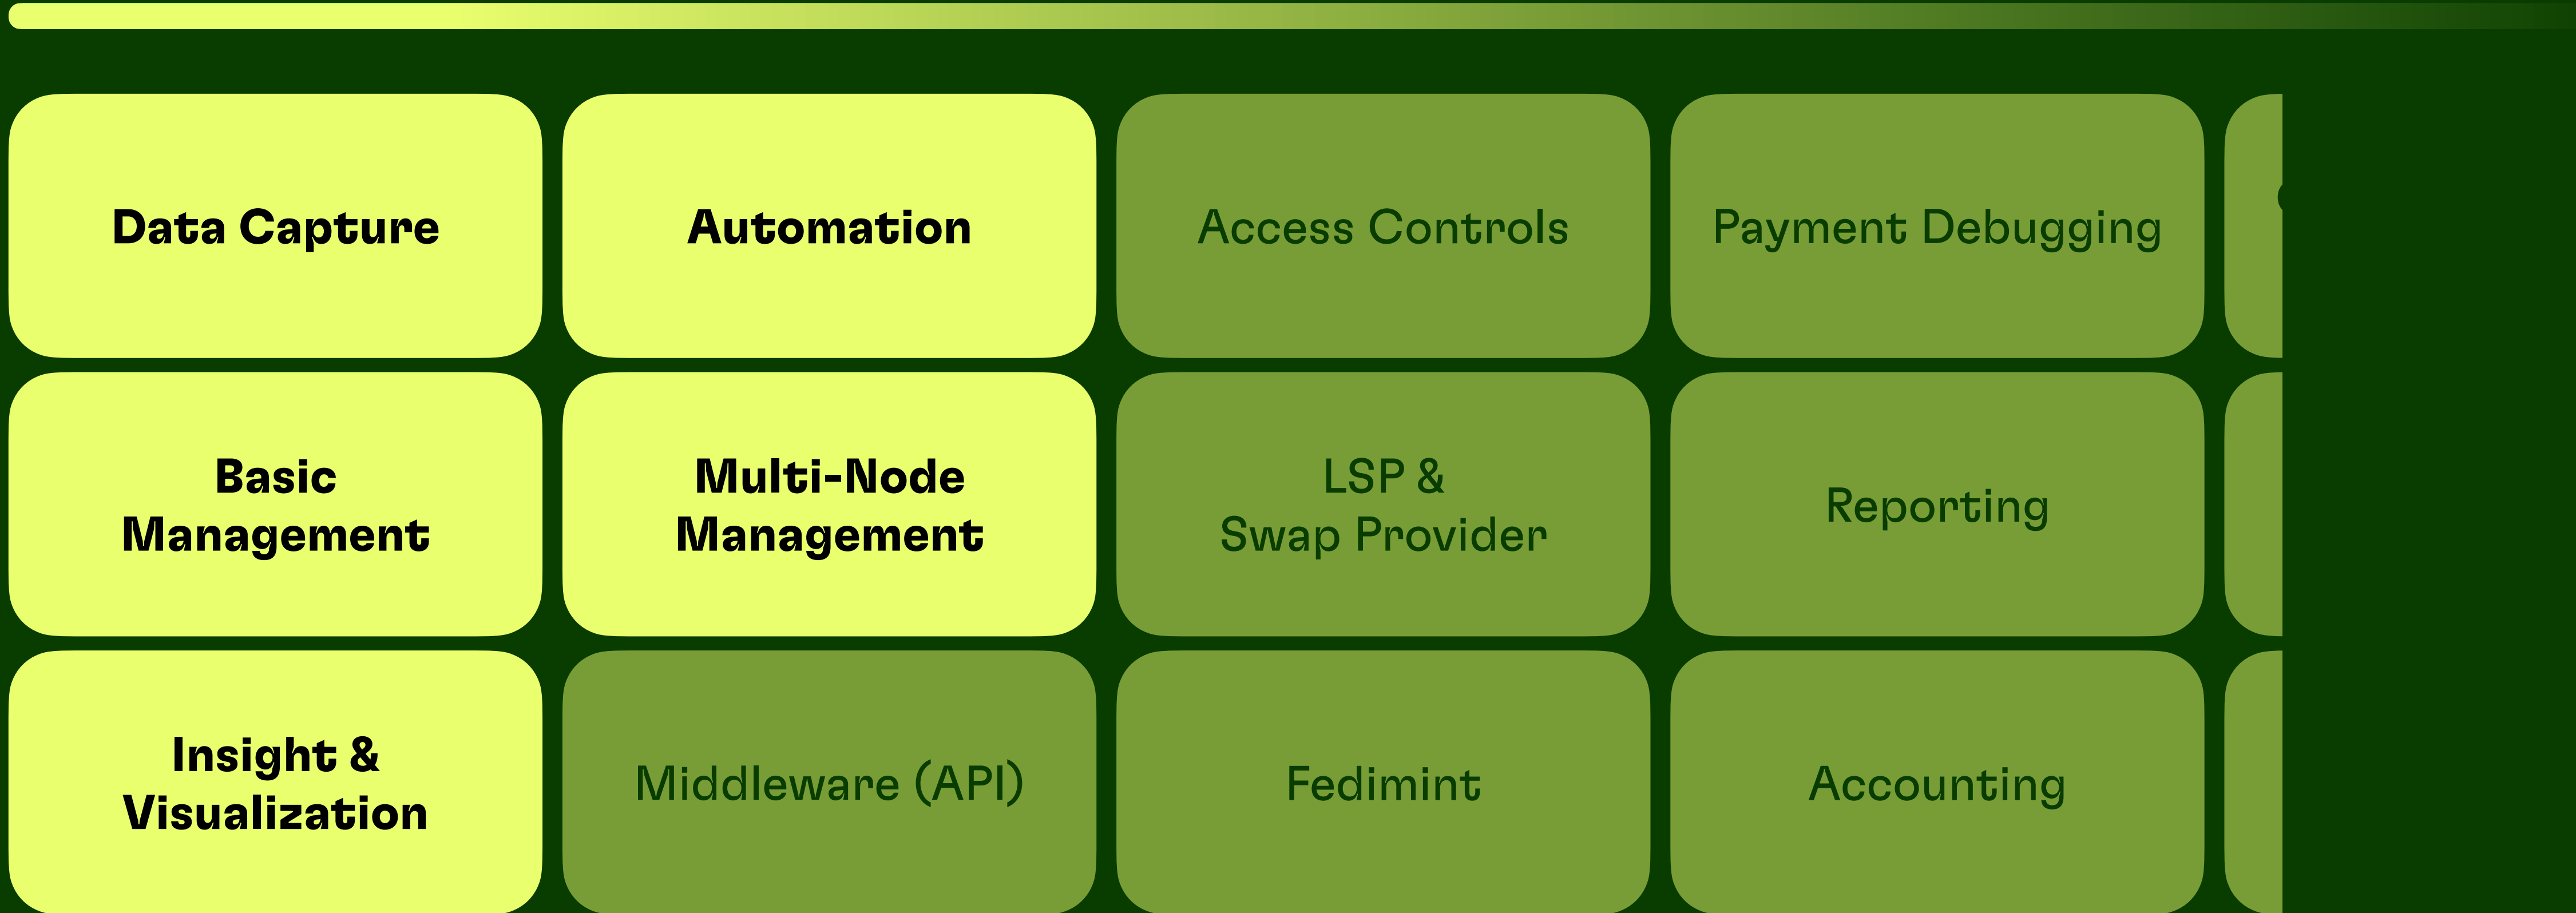 Data Capture
Automation
Access Controls
Payment Debugging
Basic
Management
Multi-Node
Management
LSP &
Swap Provider
Reporting
Insight &
Visualization
Middleware (API)
Fedimint
Accounting